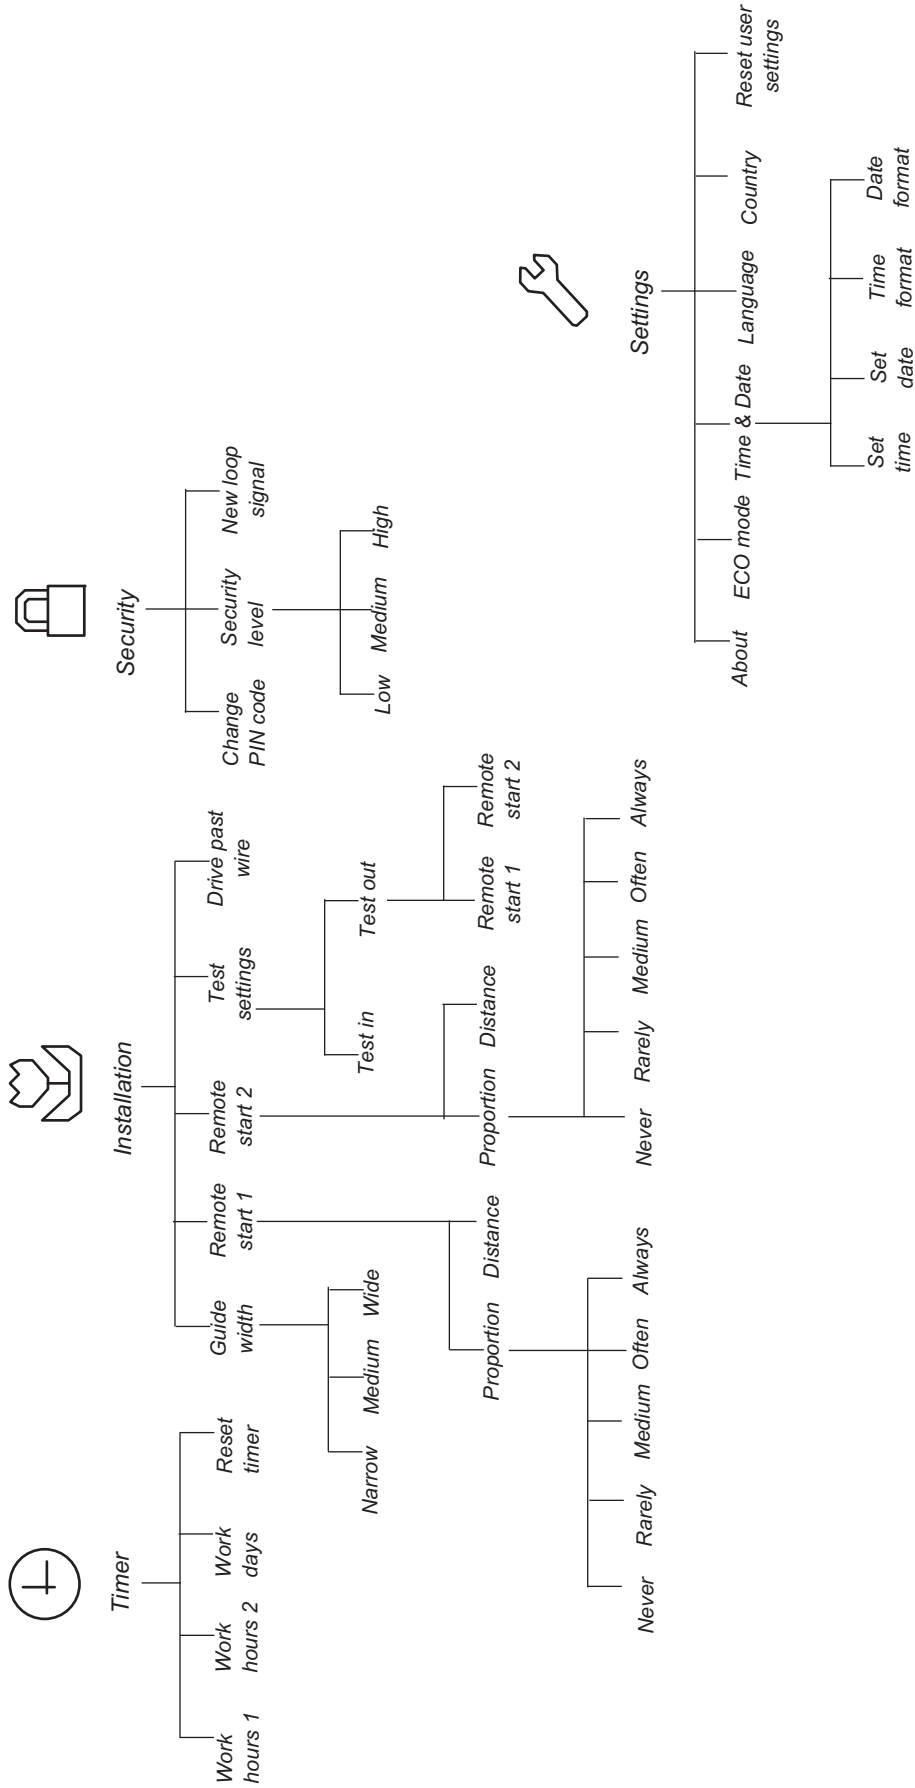 Timer
Work
hours 1
Work
hours 2
Work
days
Reset
timer
Installation
Guide
width
Remote
start 1
Remote
start 2
Test
settings
Drive past
wire
Narrow
Medium
Wide
Test in
Test out
Proportion
Distance
Proportion
Distance
Remote
start 1
Remote
start 2
Never
Rarely
Medium
Often
Always
Never
Rarely
Medium
Often
Always
Security
Change
PIN code
Security
level
New loop
signal
Low
Medium
High
Settings
About
ECO mode
Time & Date
Language
Country
Reset user
settings
Set
time
Set
date
Time
format
Date
format